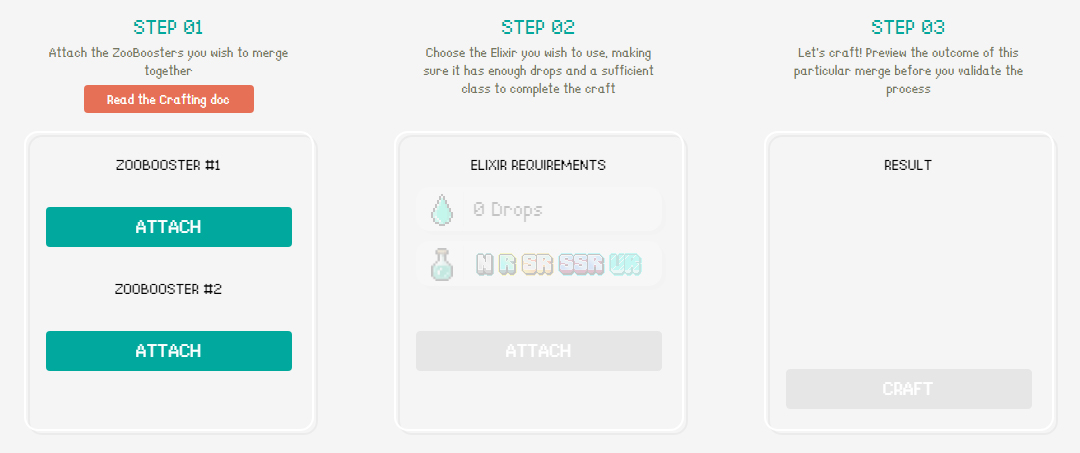 STEP 01
Attach the ZooBoosters you wish to merge
together
Read the Crafting doc
ZOOBOOSTER #1
ATTACH
ZOOBOOSTER #2
ATTACH
STEP 02
Choose the Elixir you wish to use, making
sure it has enough drops and a sufficient
class to complete the craft
ELIXIR REQUIREMENTS
0 Drops
N R SR SSR UR
ATTACH
STEP 03
Let's craft! Preview the outcome of this
particular merge before you validate the
process
RESULT
CRAFT